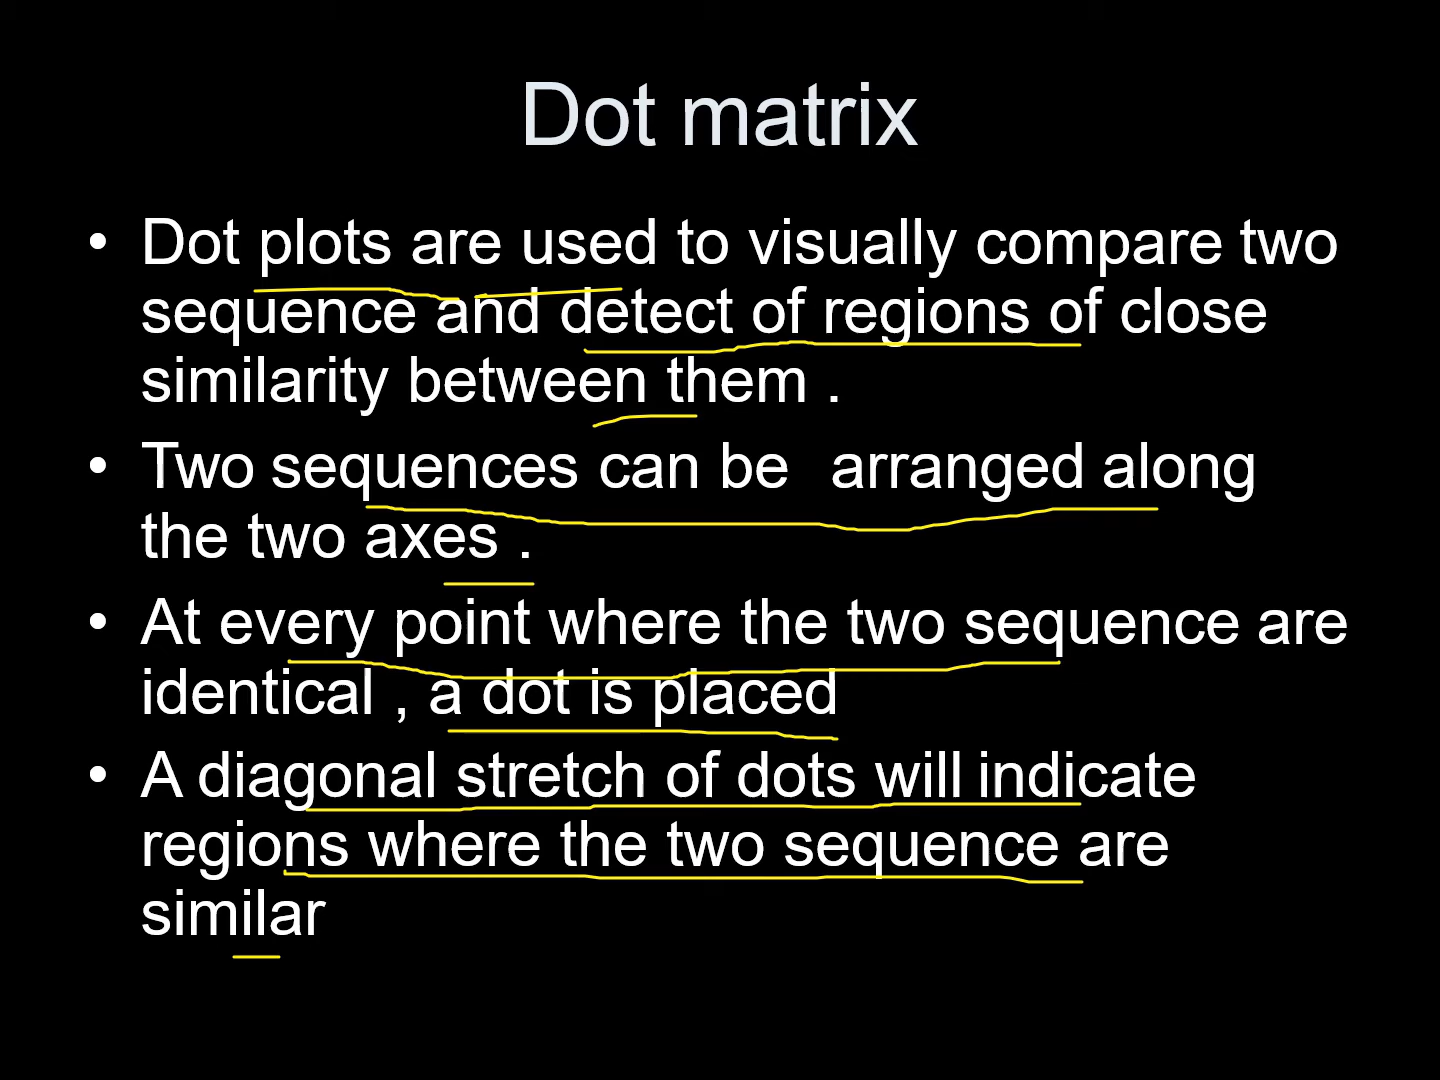 Dot matrix
• Dot plots are used to visually compare two
sequence and detect of regions of close
similarity between them .
• Two sequences can be arranged along
the two axes .
• At every point where the two sequence are
identical , a dot is placed
• A diagonal stretch of dots will indicate
regions where the two sequence are
similar